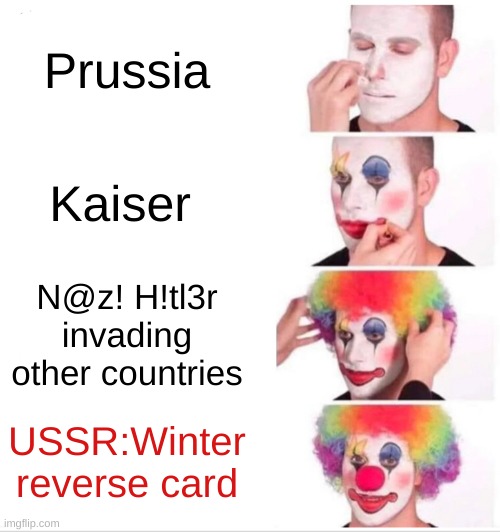 Prussia
Kaiser
N@z! H!tl3r
invading
other countries
USSR:Winter
reverse card
imgflip.com